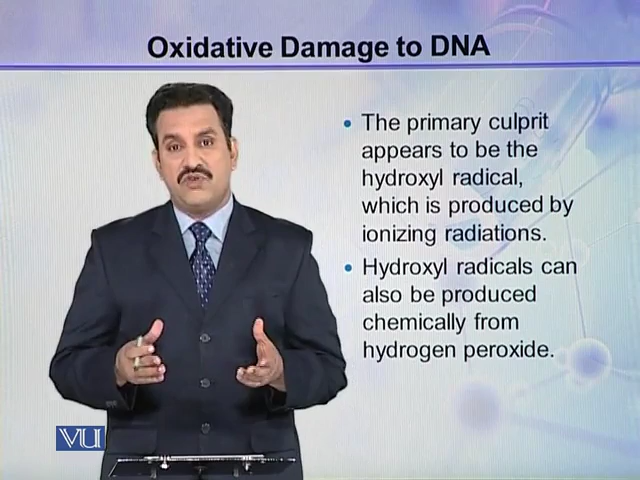 Oxidative Damage to DNA
• The primary culprit
appears to be the
hydroxyl radical,
which is produced by
ionizing radiations.
• Hydroxyl radicals can
also be produced
chemically from
hydrogen peroxide.
VU